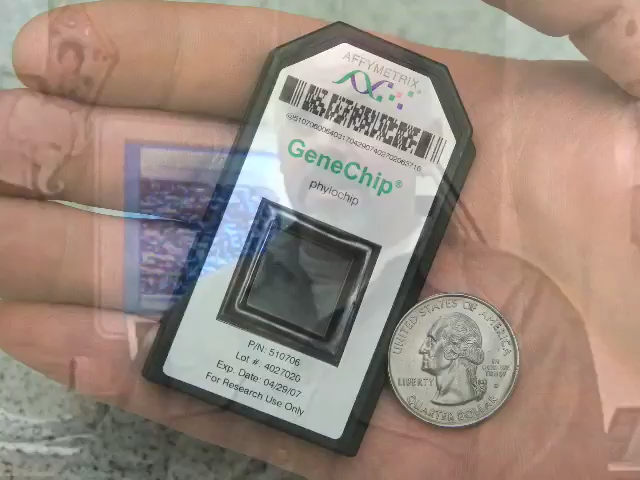 AFFYMETRIX
GeneChip®
phylochip
P/N: 510706
Lot #: 4027020
Exp. Date: 04/29/07
For Research Use Only
UNITED STATES OF AMERICA
LIBERTY
QUARTER DOLLAR